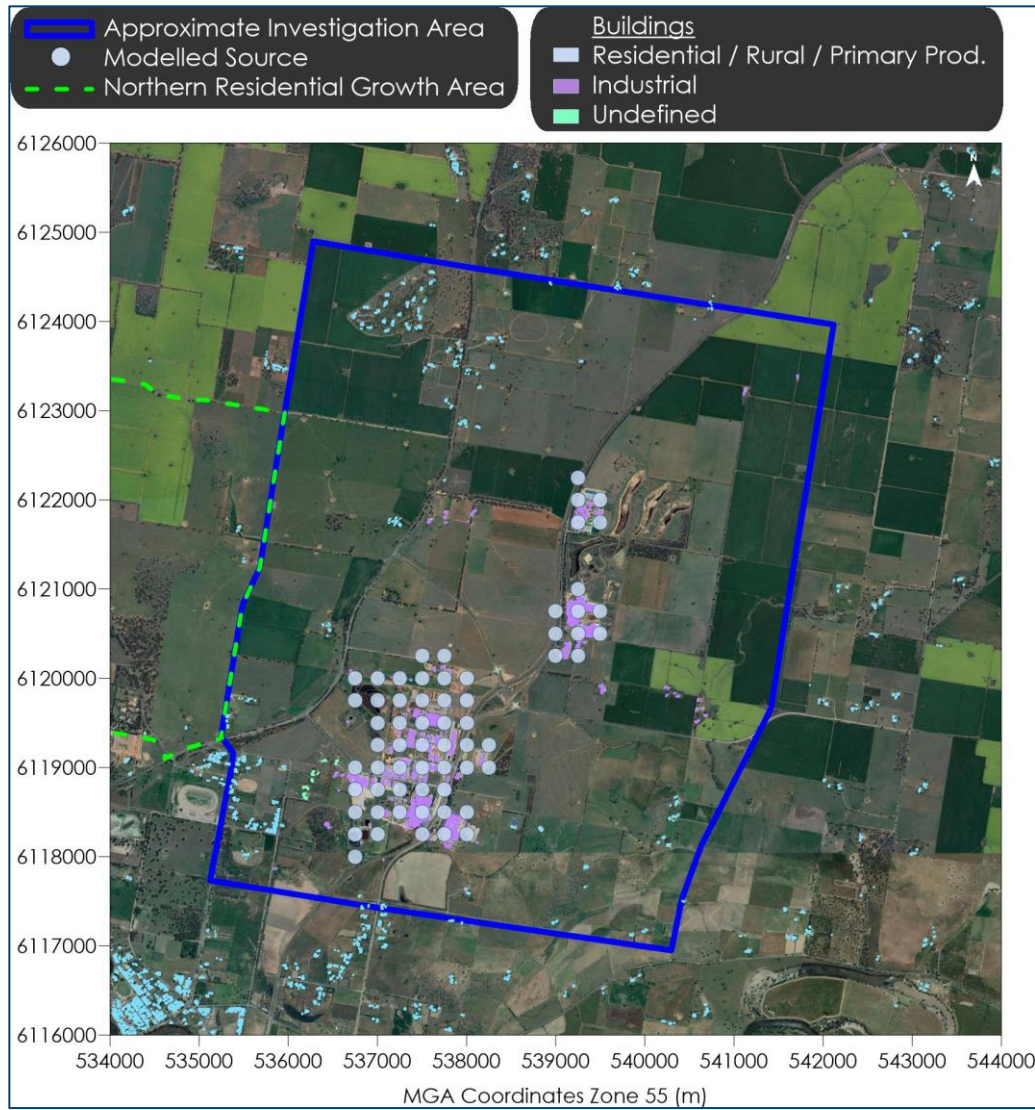 Approximate Investigation Area
Modelled Source
Northern Residential Growth Area
Buildings
Residential / Rural / Primary Prod.
Industrial
Undefined
N
6126000
6125000
6124000
6123000
6122000
6121000
6120000
6119000
6118000
6117000
6116000
534000 535000 536000 537000 538000 539000 540000 541000 542000 543000 544000
MGA Coordinates Zone 55 (m)